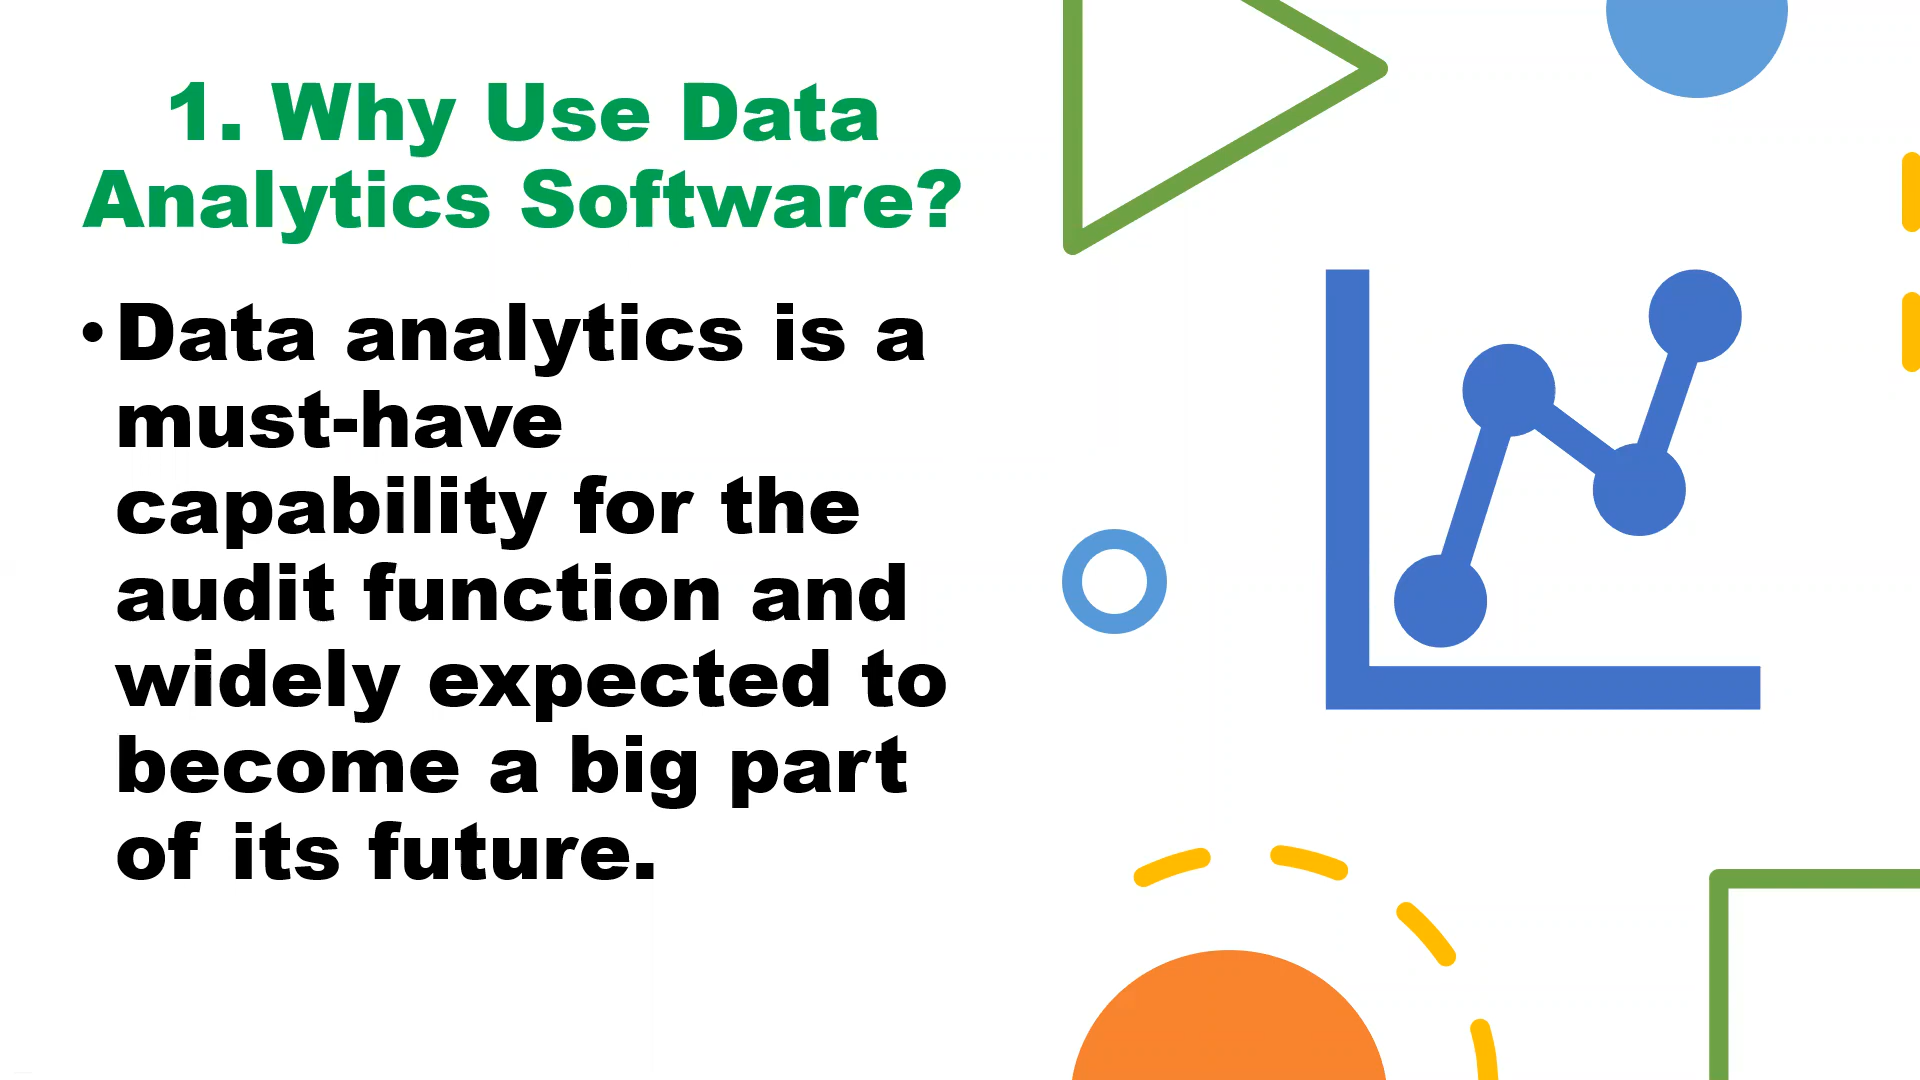 1. Why Use Data
Analytics Software?
•Data analytics is a
must-have
capability for the
audit function and
widely expected to
become a big part
of its future.